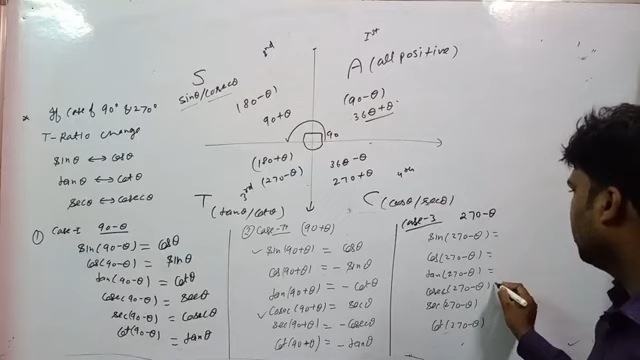 Ist
2nd
S
A (all positive)
sinθ/cosecθ
(180-θ)
(90-θ)
90+θ
360+θ
* If case of 90° & 270°
T-Ratio change
sinθ ↔ cosθ
tanθ ↔ cotθ
secθ ↔ cosecθ
90
(180+θ)
360-θ
(270-θ)
270+θ
3rd
4th
T (tanθ/cotθ)
C (cosθ/secθ)
① Case-I 90-θ
sin(90-θ) = cosθ
cos(90-θ) = sinθ
tan(90-θ) = cotθ
cosec(90-θ) = secθ
sec(90-θ) = cosecθ
cot(90-θ) = tanθ
② Case-II (90+θ)
✓ sin(90+θ) = cosθ
cos(90+θ) = -sinθ
tan(90+θ) = -cotθ
✓ cosec(90+θ) = secθ
sec(90+θ) = -cosecθ
cot(90+θ) = -tanθ
Case-3 270-θ
sin(270-θ) =
cos(270-θ) =
tan(270-θ) =
cosec(270-θ) =
sec(270-θ)
cot(270-θ)